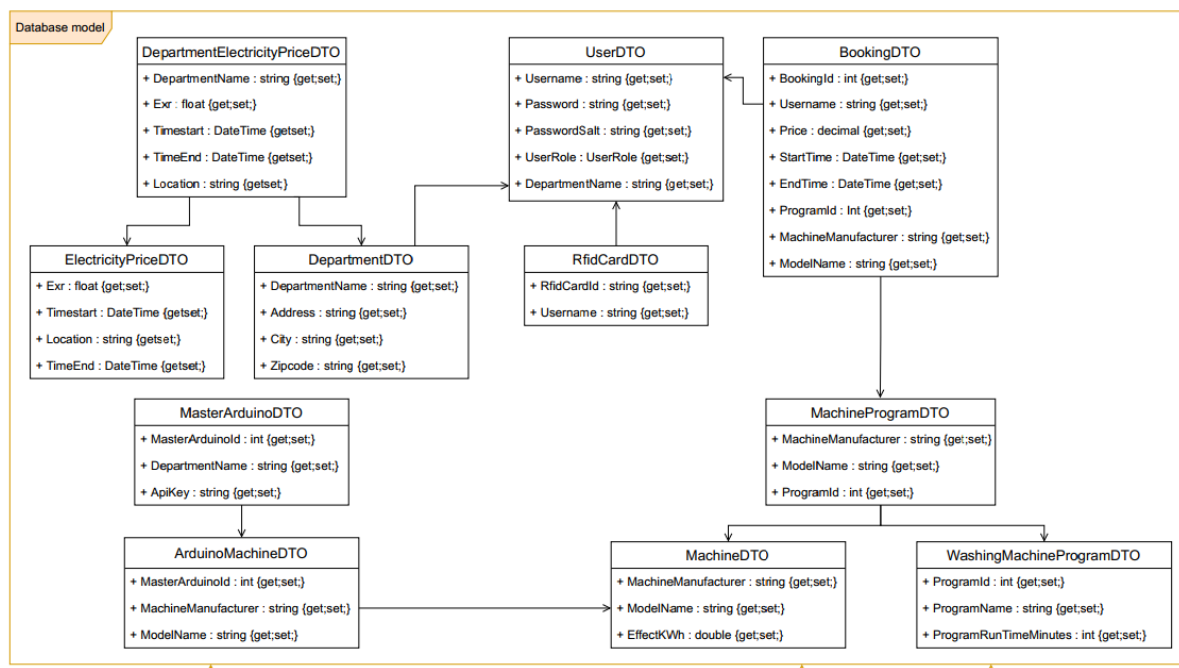 Database model
DepartmentElectricityPriceDTO
+ DepartmentName : string {get;set;}
+ Exr : float {get;set;}
+ Timestart : DateTime {getset;}
+ TimeEnd : DateTime {getset;}
+ Location : string {getset;}
UserDTO
+ Username : string {get;set;}
+ Password : string {get;set;}
+ PasswordSalt : string {get;set;}
+ UserRole : UserRole {get;set;}
+ DepartmentName : string {get;set;}
BookingDTO
+ BookingId : int {get;set;}
+ Username : string {get;set;}
+ Price : decimal {get;set;}
+ StartTime : DateTime {get;set;}
+ EndTime : DateTime {get;set;}
+ ProgramId : Int {get;set;}
+ MachineManufacturer : string {get;set;}
+ ModelName : string {get;set;}
ElectricityPriceDTO
+ Exr : float {get;set;}
+ Timestart : DateTime {getset;}
+ Location : string {getset;}
+ TimeEnd : DateTime {getset;}
DepartmentDTO
+ DepartmentName : string {get;set;}
+ Address : string {get;set;}
+ City : string {get;set;}
+ Zipcode : string {get;set;}
RfidCardDTO
+ RfidCardId : string {get;set;}
+ Username : string {get;set;}
MasterArduinoDTO
+ MasterArduinoId : int {get;set;}
+ DepartmentName : string {get;set;}
+ ApiKey : string {get;set;}
MachineProgramDTO
+ MachineManufacturer : string {get;set;}
+ ModelName : string {get;set;}
+ ProgramId : int {get;set;}
ArduinoMachineDTO
+ MasterArduinoId : int {get;set;}
+ MachineManufacturer : string {get;set;}
+ ModelName : string {get;set;}
MachineDTO
+ MachineManufacturer : string {get;set;}
+ ModelName : string {get;set;}
+ EffectKWh : double {get;set;}
WashingMachineProgramDTO
+ ProgramId : int {get;set;}
+ ProgramName : string {get;set;}
+ ProgramRunTimeMinutes : int {get;set;}